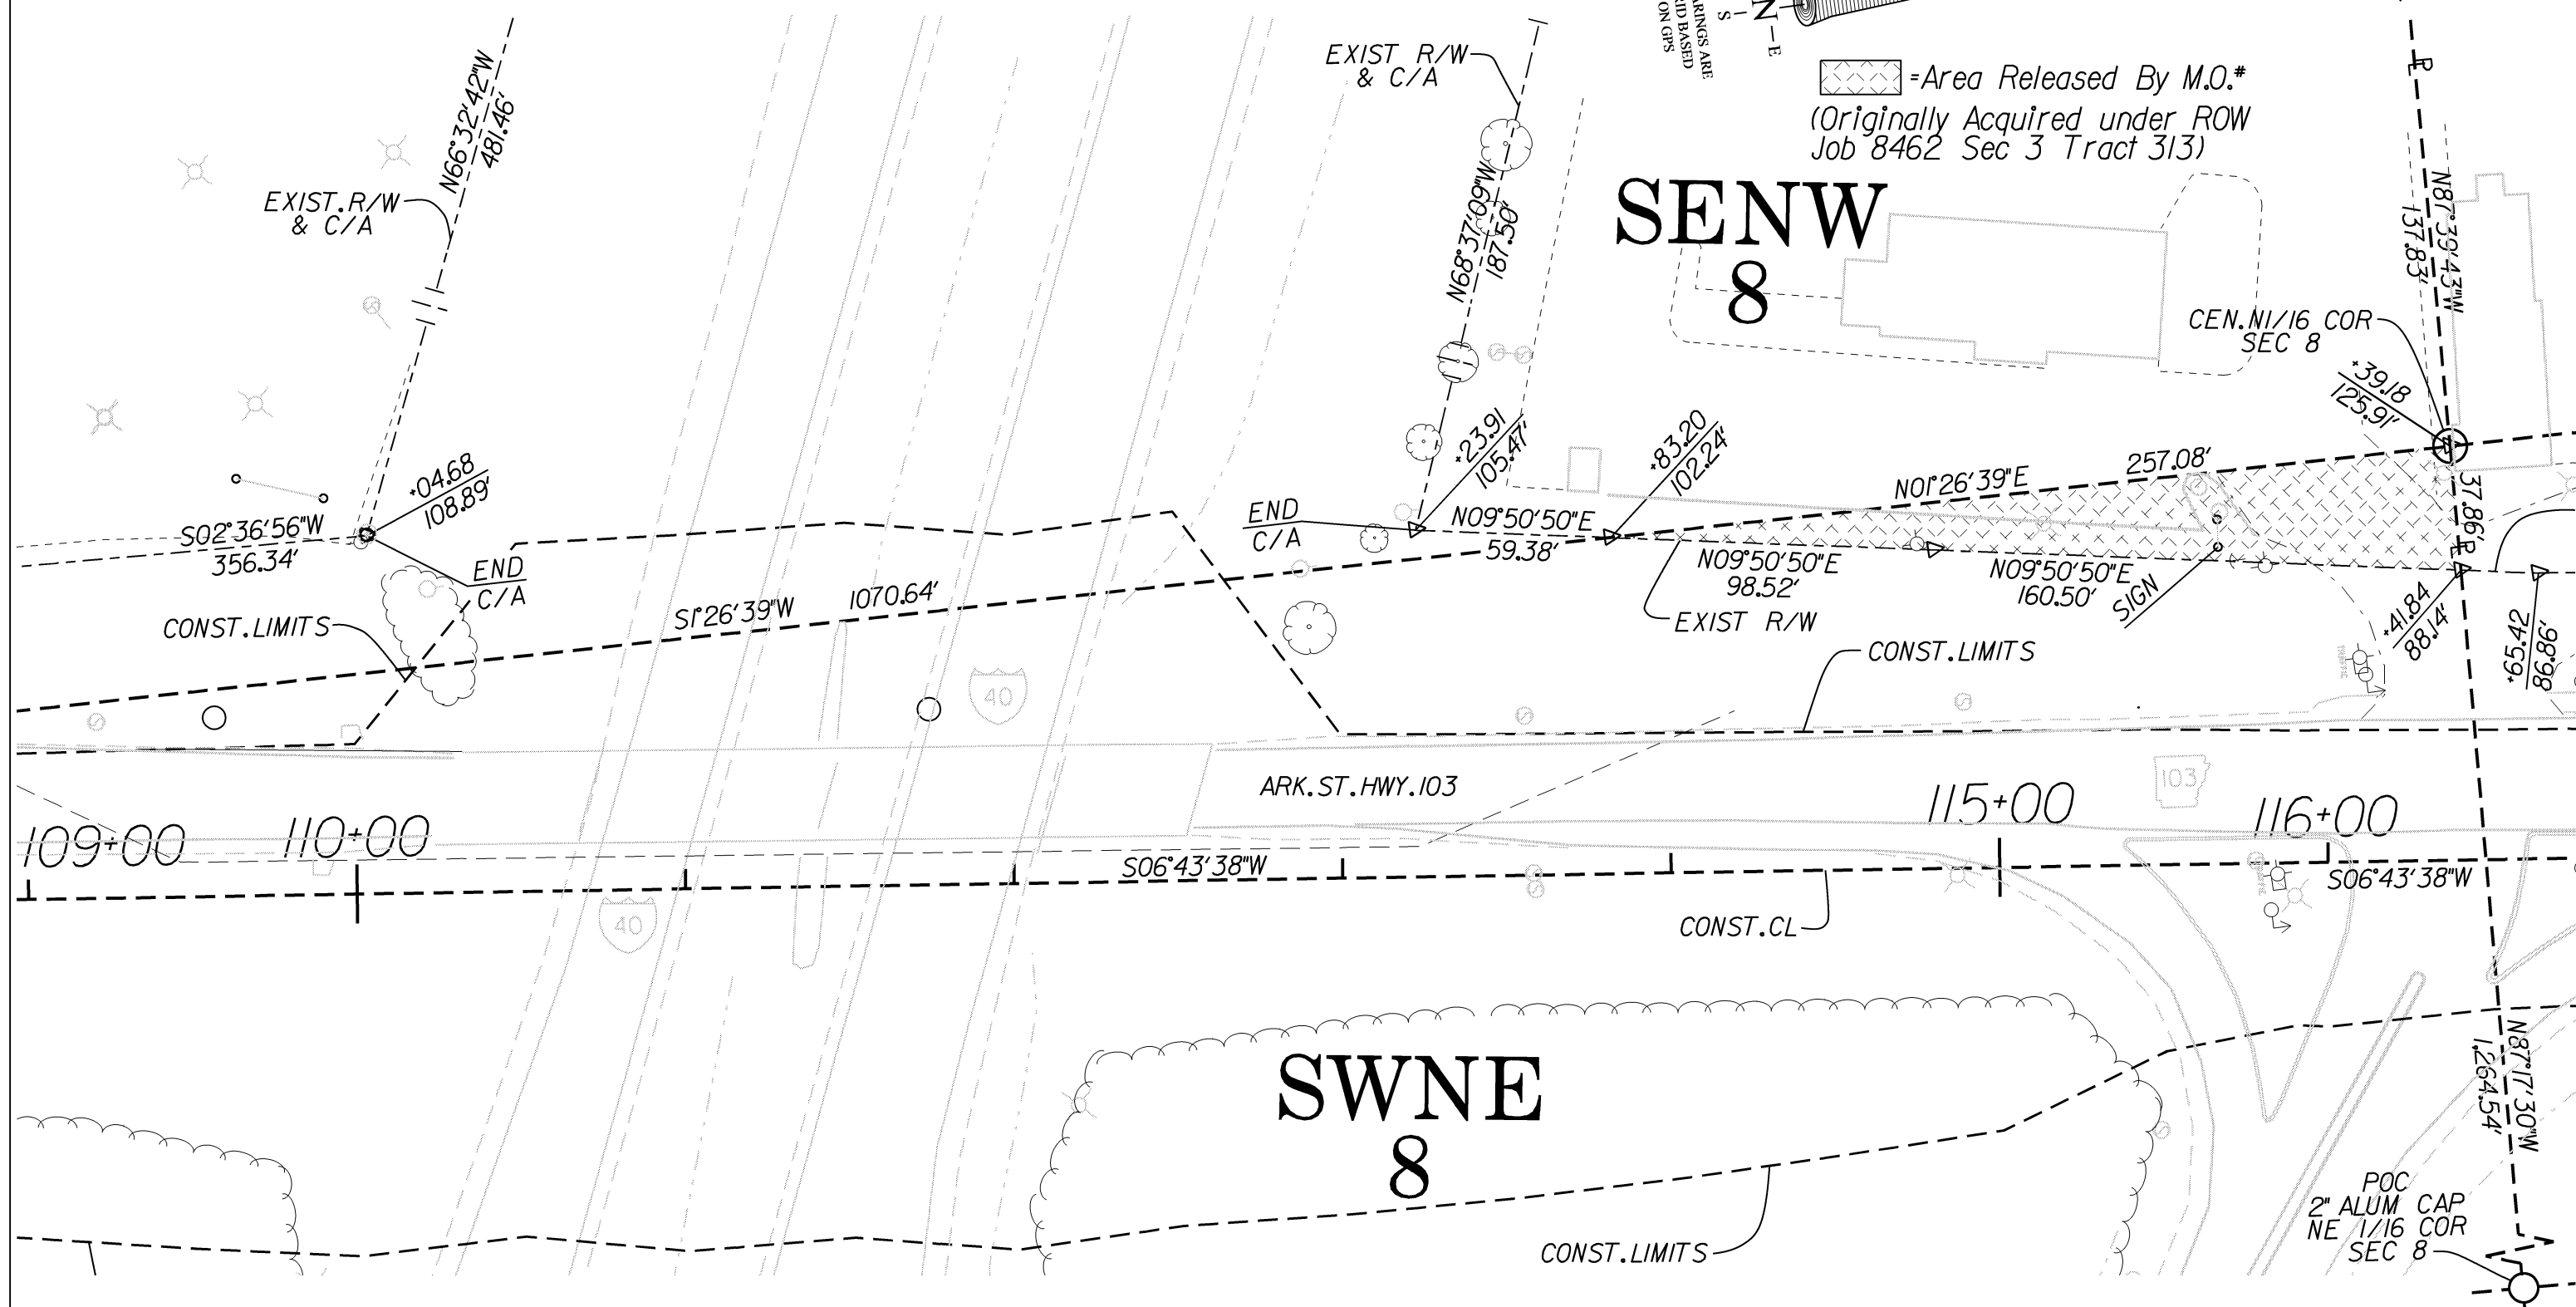 N66°32'42"W
481.46'
EXIST.R/W
& C/A
EXIST R/W
& C/A
N68°37'09"W
187.50'
N
S
E
ARINGS ARE
RID BASED
ON GPS
=Area Released By M.O.#
(Originally Acquired under ROW
Job 8462 Sec 3 Tract 313)
SENW
8
P
N87°39'43"W
137.83'
CEN.N1/16 COR
SEC 8
+39.18
125.91'
+04.68
108.89'
+23.91
105.47'
+83.20
102.24'
S02°36'56"W
356.34'
END
C/A
END
C/A
N09°50'50"E
59.38'
N01°26'39"E
257.08'
37.86'
P
N09°50'50"E
98.52'
N09°50'50"E
160.50'
SIGN
+41.84
88.14'
+65.42
86.86'
CONST.LIMITS
S1°26'39"W
1070.64'
EXIST R/W
CONST.LIMITS
40
ARK.ST.HWY.103
103
109+00
110+00
115+00
116+00
S06°43'38"W
S06°43'38"W
40
CONST.CL
SWNE
8
N87°17'30"W
1,264.54'
CONST.LIMITS
POC
2" ALUM CAP
NE 1/16 COR
SEC 8